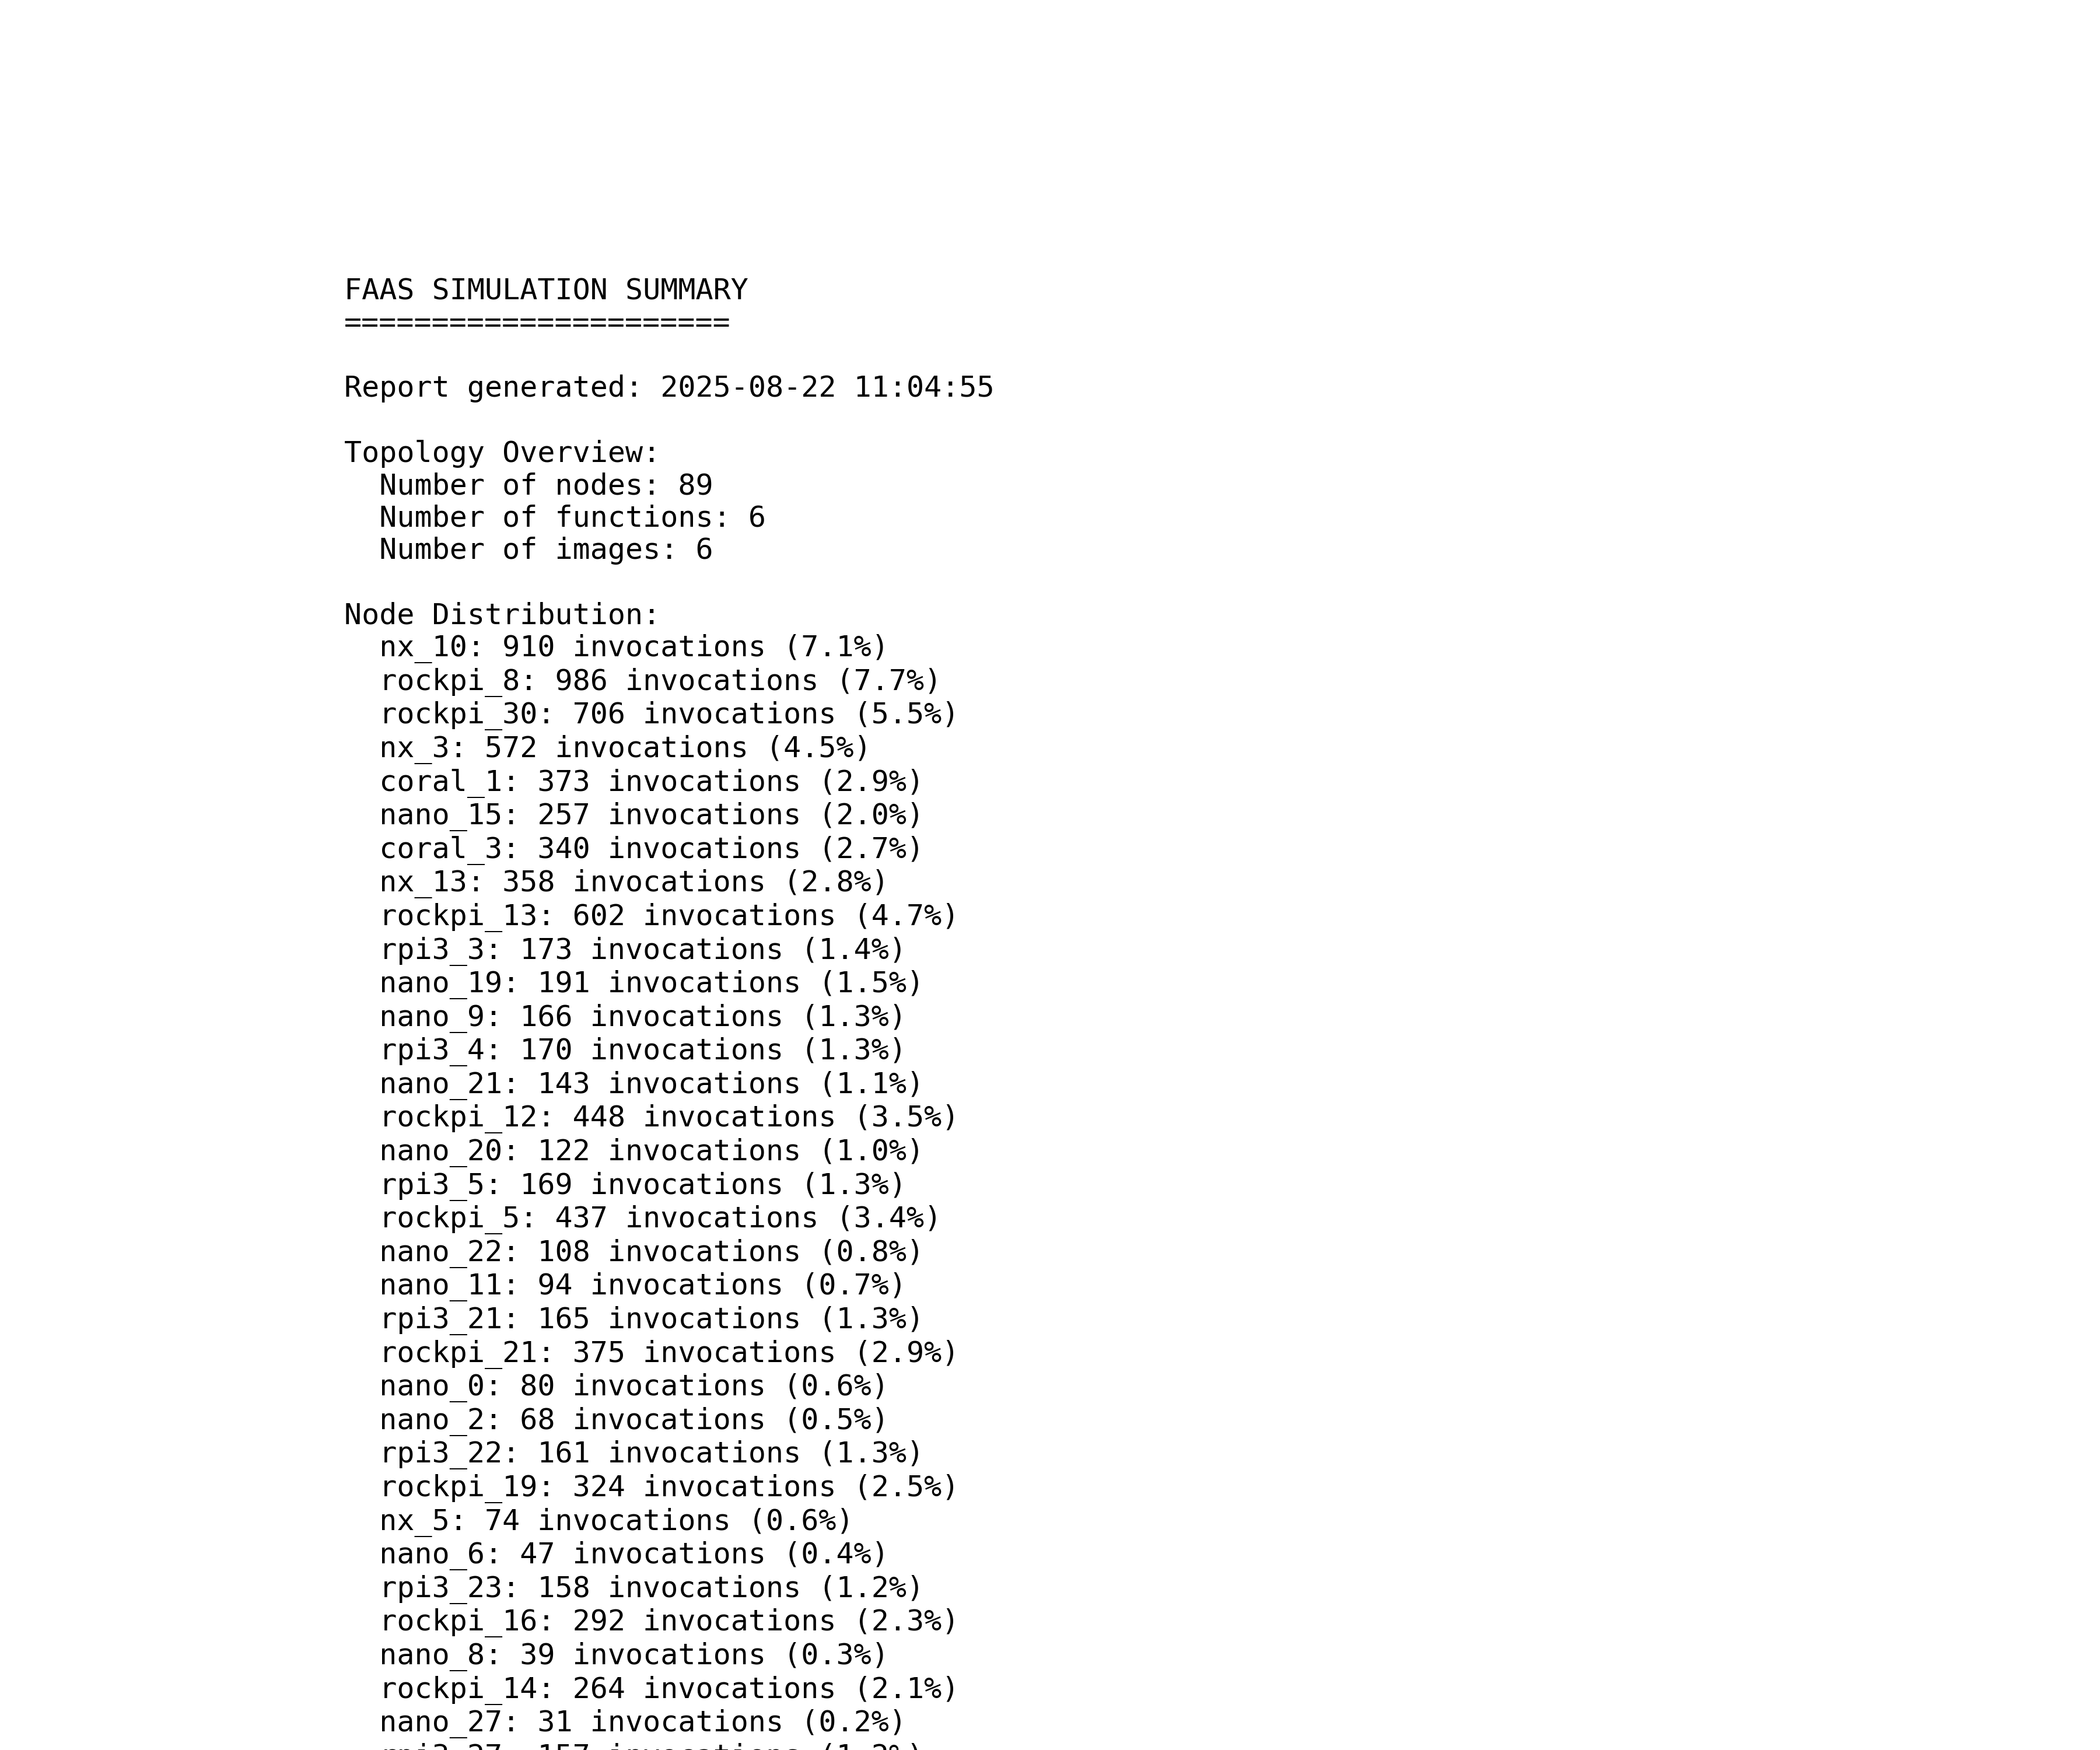 FAAS SIMULATION SUMMARY
======================
Report generated: 2025-08-22 11:04:55
Topology Overview:
Number of nodes: 89
Number of functions: 6
Number of images: 6
Node Distribution:
nx_10: 910 invocations (7.1%)
rockpi_8: 986 invocations (7.7%)
rockpi_30: 706 invocations (5.5%)
nx_3: 572 invocations (4.5%)
coral_1: 373 invocations (2.9%)
nano_15: 257 invocations (2.0%)
coral_3: 340 invocations (2.7%)
nx_13: 358 invocations (2.8%)
rockpi_13: 602 invocations (4.7%)
rpi3_3: 173 invocations (1.4%)
nano_19: 191 invocations (1.5%)
nano_9: 166 invocations (1.3%)
rpi3_4: 170 invocations (1.3%)
nano_21: 143 invocations (1.1%)
rockpi_12: 448 invocations (3.5%)
nano_20: 122 invocations (1.0%)
rpi3_5: 169 invocations (1.3%)
rockpi_5: 437 invocations (3.4%)
nano_22: 108 invocations (0.8%)
nano_11: 94 invocations (0.7%)
rpi3_21: 165 invocations (1.3%)
rockpi_21: 375 invocations (2.9%)
nano_0: 80 invocations (0.6%)
nano_2: 68 invocations (0.5%)
rpi3_22: 161 invocations (1.3%)
rockpi_19: 324 invocations (2.5%)
nx_5: 74 invocations (0.6%)
nano_6: 47 invocations (0.4%)
rpi3_23: 158 invocations (1.2%)
rockpi_16: 292 invocations (2.3%)
nano_8: 39 invocations (0.3%)
rockpi_14: 264 invocations (2.1%)
nano_27: 31 invocations (0.2%)